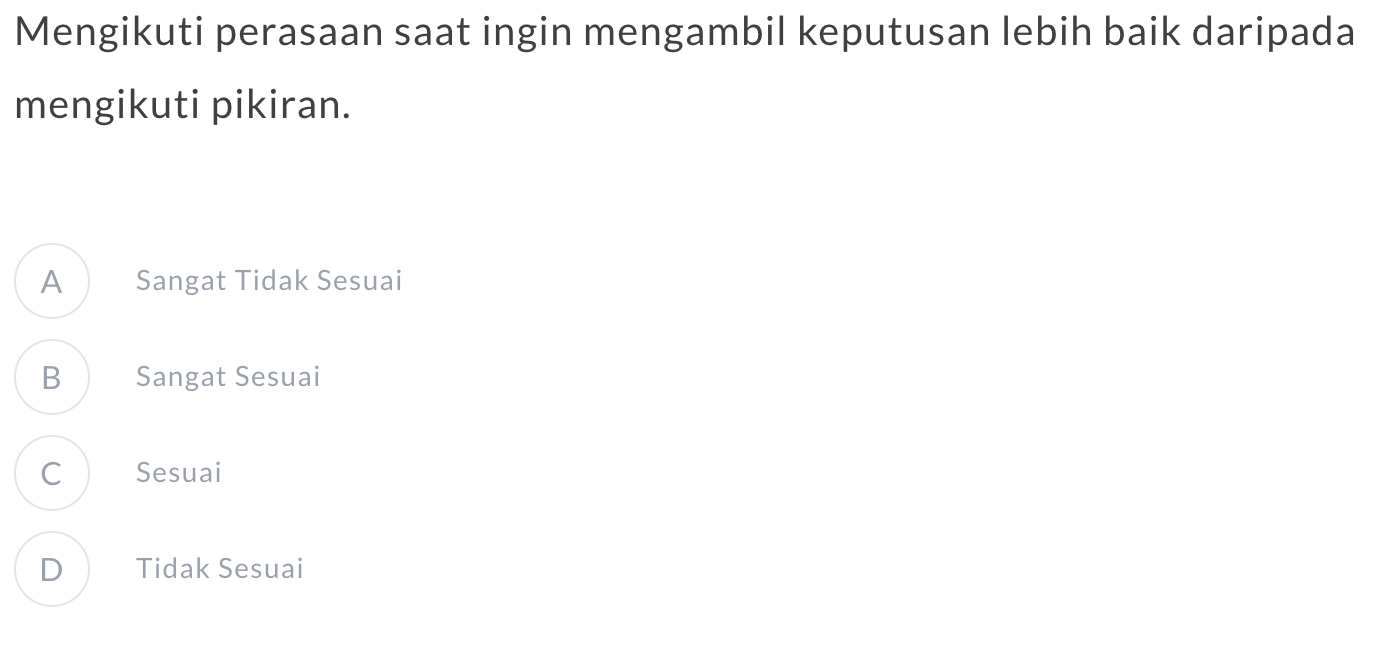 Mengikuti perasaan saat ingin mengambil keputusan lebih baik daripada
mengikuti pikiran.
A Sangat Tidak Sesuai
B Sangat Sesuai
C Sesuai
D Tidak Sesuai